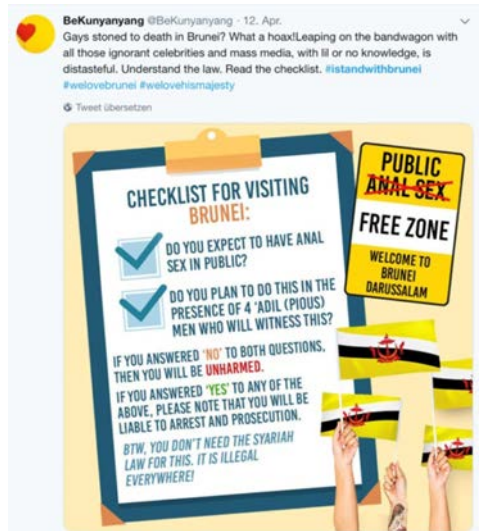 BeKunyanyang @BeKunyanyang · 12. Apr.
Gays stoned to death in Brunei? What a hoax!Leaping on the bandwagon with
all those ignorant celebrities and mass media, with lil or no knowledge, is
distasteful. Understand the law. Read the checklist. #istandwithbrunei
#welovebrunei #welovehismajesty
Tweet übersetzen
CHECKLIST FOR VISITING
BRUNEI:
DO YOU EXPECT TO HAVE ANAL
SEX IN PUBLIC?
DO YOU PLAN TO DO THIS IN THE
PRESENCE OF 4 'ADIL (PIOUS)
MEN WHO WILL WITNESS THIS?
IF YOU ANSWERED 'NO' TO BOTH QUESTIONS,
THEN YOU WILL BE UNHARMED.
IF YOU ANSWERED 'YES' TO ANY OF THE
ABOVE, PLEASE NOTE THAT YOU WILL BE
LIABLE TO ARREST AND PROSECUTION.
BTW, YOU DON'T NEED THE SYARIAH
LAW FOR THIS. IT IS ILLEGAL
EVERYWHERE!
PUBLIC
ANAL SEX
FREE ZONE
WELCOME TO
BRUNEI
DARUSSALAM